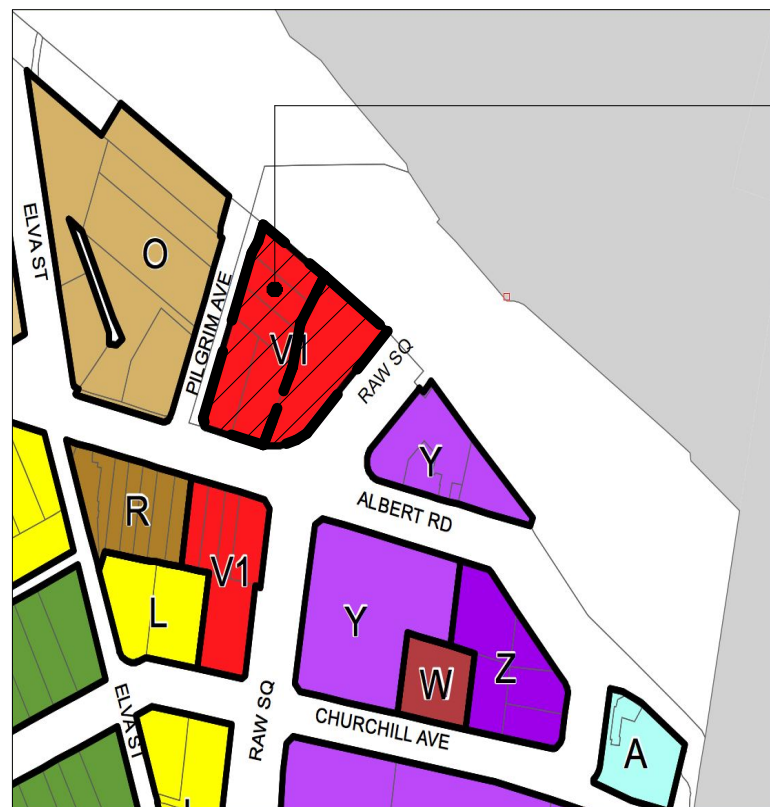 ELVA ST
O
PILGRIM AVE
V1
RAW SQ
Y
ALBERT RD
R
V1
L
Y
Z
W
ELVA ST
RAW SQ
CHURCHILL AVE
A